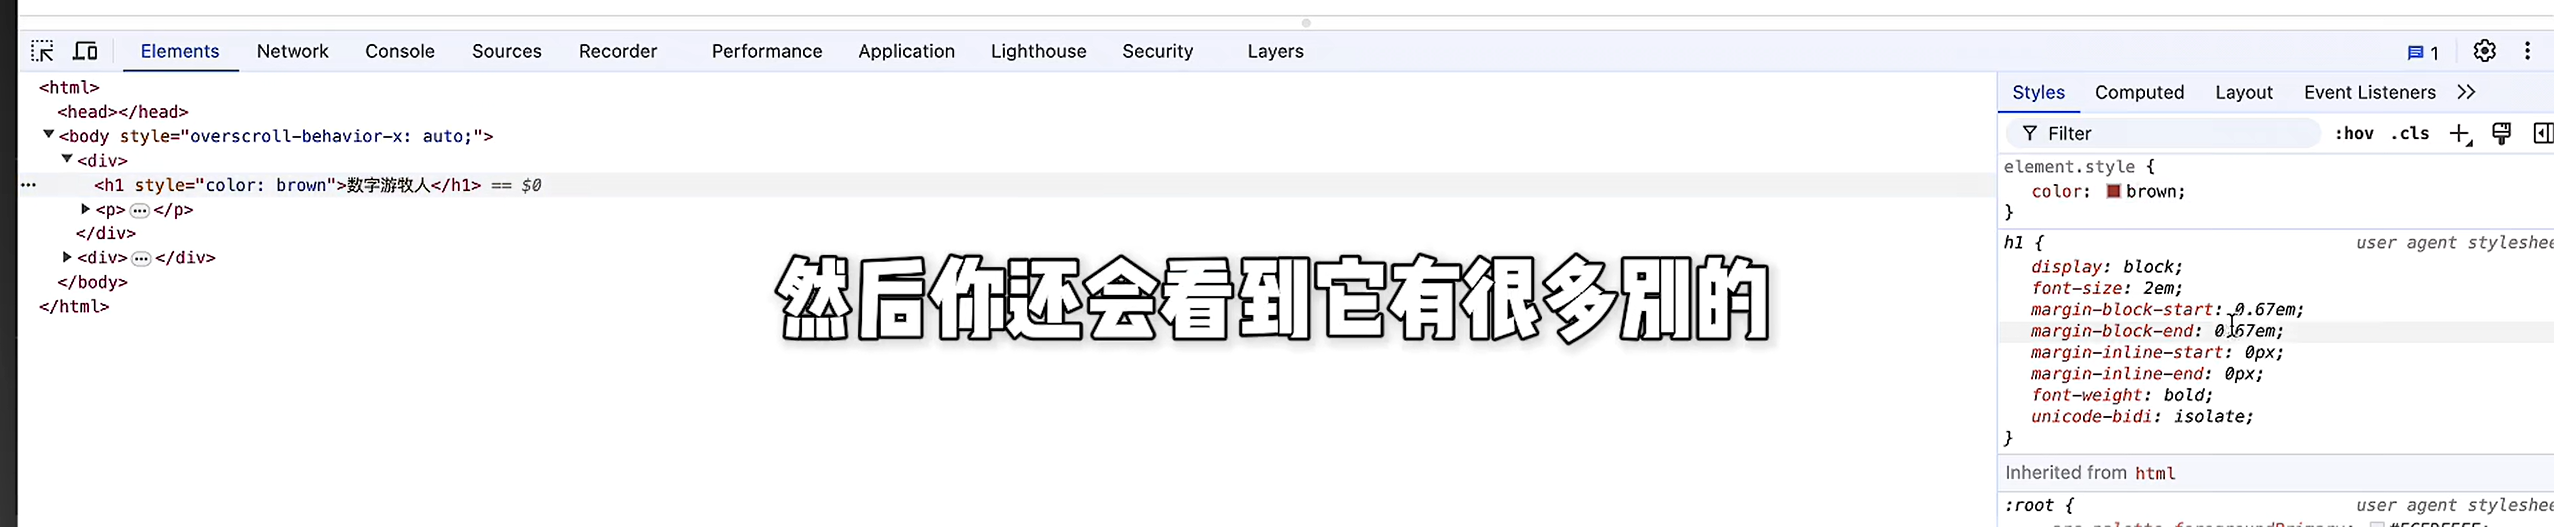 Elements Network Console Sources Recorder Performance Application Lighthouse Security Layers 1
<html>
<head></head>
<body style="overscroll-behavior-x: auto;">
<div>
<h1 style="color: brown">数字游牧人</h1> == $0
<p> … </p>
</div>
<div> … </div>
</body>
</html>
然后你还会看到它有很多别的
Styles Computed Layout Event Listeners
Filter :hov .cls
element.style {
color: brown;
}
h1 { user agent styleshee
display: block;
font-size: 2em;
margin-block-start: 0.67em;
margin-block-end: 0.67em;
margin-inline-start: 0px;
margin-inline-end: 0px;
font-weight: bold;
unicode-bidi: isolate;
}
Inherited from html
:root { user agent styleshee